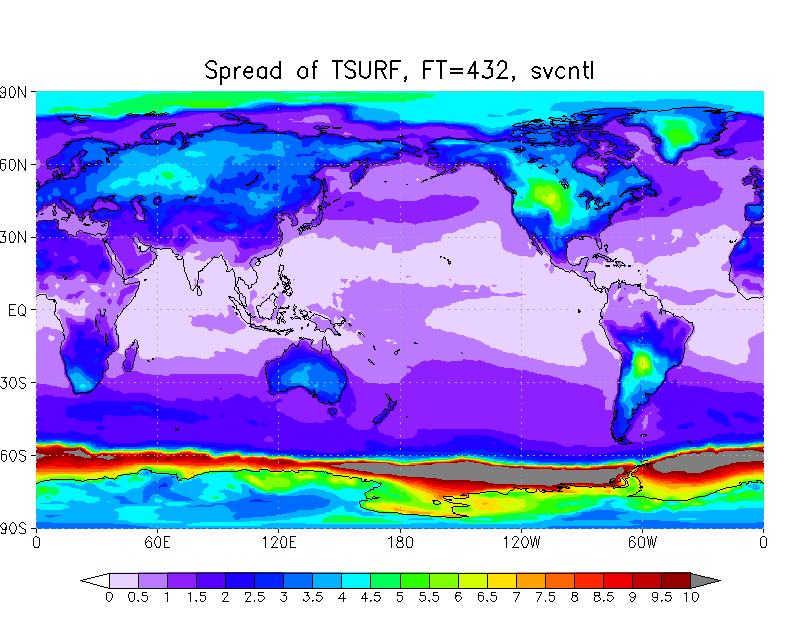 Spread of TSURF, FT=432, svcntl
90N
60N
30N
EQ
30S
60S
90S
0 60E 120E 180 120W 60W 0
0 0.5 1 1.5 2 2.5 3 3.5 4 4.5 5 5.5 6 6.5 7 7.5 8 8.5 9 9.5 10